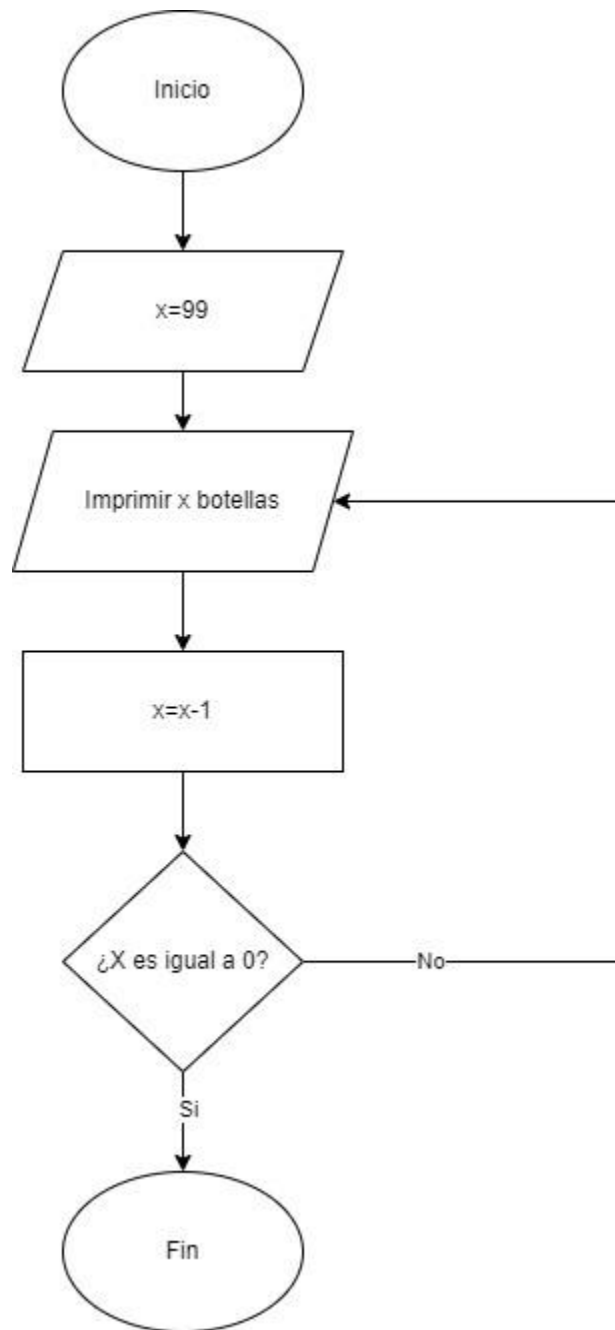 Inicio
x=99
Imprimir x botellas
x=x-1
¿X es igual a 0?
No
Si
Fin